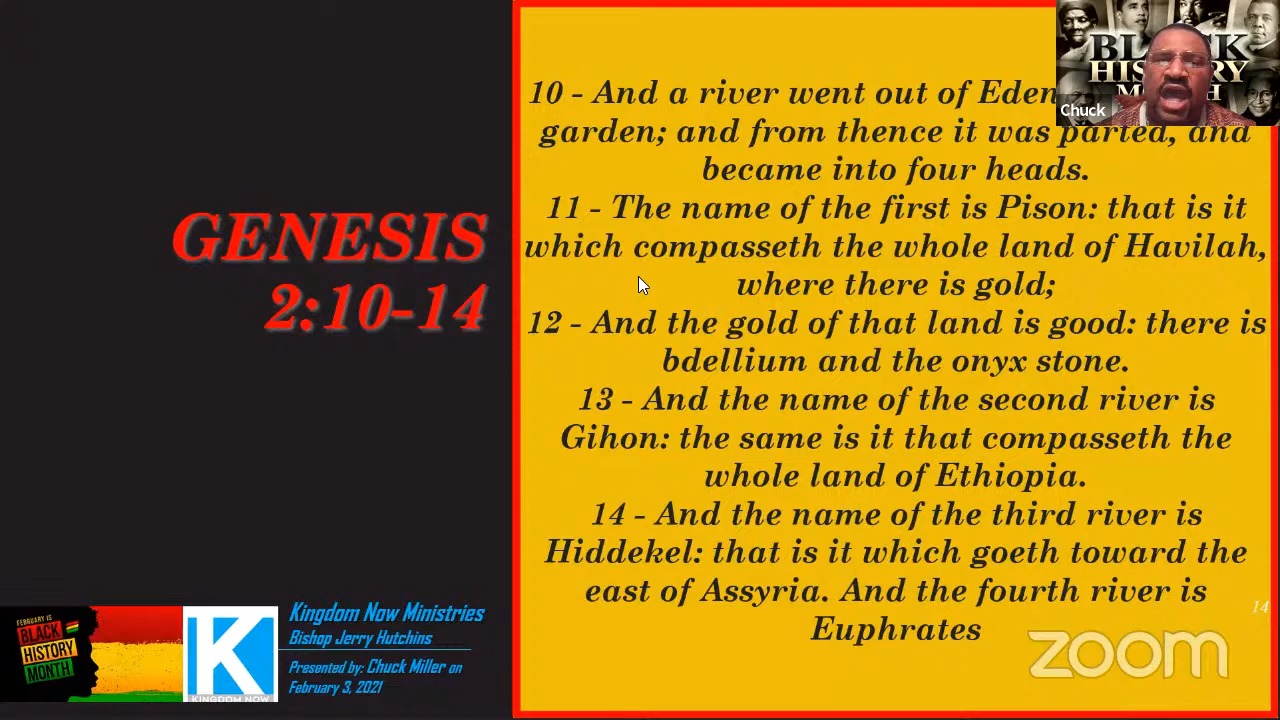 GENESIS
2:10-14
10 - And a river went out of Eden
garden; and from thence it was parted, and
became into four heads.
11 - The name of the first is Pison: that is it
which compasseth the whole land of Havilah,
where there is gold;
12 - And the gold of that land is good: there is
bdellium and the onyx stone.
13 - And the name of the second river is
Gihon: the same is it that compasseth the
whole land of Ethiopia.
14 - And the name of the third river is
Hiddekel: that is it which goeth toward the
east of Assyria. And the fourth river is
Euphrates
14
BLACK
HISTORY
Chuck
FEBRUARY IS
BLACK
HISTORY
MONTH
K
KINGDOM NOW
Kingdom Now Ministries
Bishop Jerry Hutchins
Presented by: Chuck Miller on
February 3, 2021
zoom